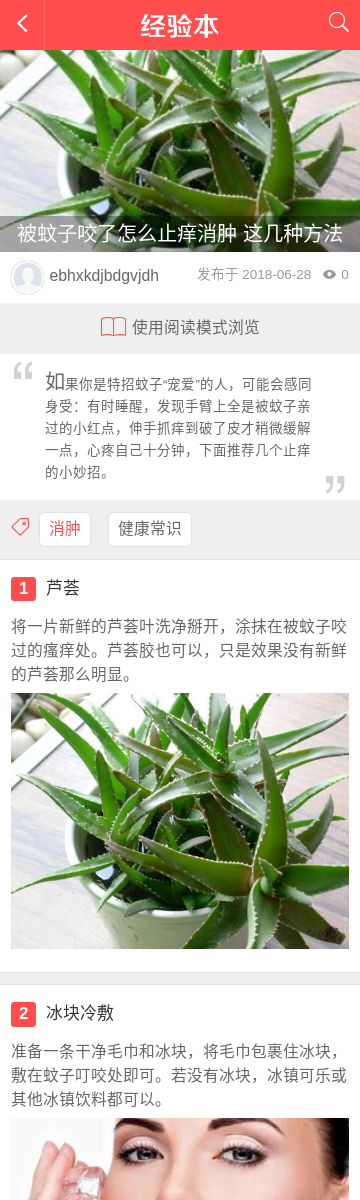 经验本
被蚊子咬了怎么止痒消肿 这几种方法
ebhxkdjbdgvjdh
发布于 2018-06-28 0
使用阅读模式浏览
“
如果你是特招蚊子“宠爱”的人，可能会感同
身受：有时睡醒，发现手臂上全是被蚊子亲
过的小红点，伸手抓痒到破了皮才稍微缓解
一点，心疼自己十分钟，下面推荐几个止痒
的小妙招。
”
消肿 健康常识
1 芦荟
将一片新鲜的芦荟叶洗净掰开，涂抹在被蚊子咬
过的瘙痒处。芦荟胶也可以，只是效果没有新鲜
的芦荟那么明显。
2 冰块冷敷
准备一条干净毛巾和冰块，将毛巾包裹住冰块，
敷在蚊子叮咬处即可。若没有冰块，冰镇可乐或
其他冰镇饮料都可以。